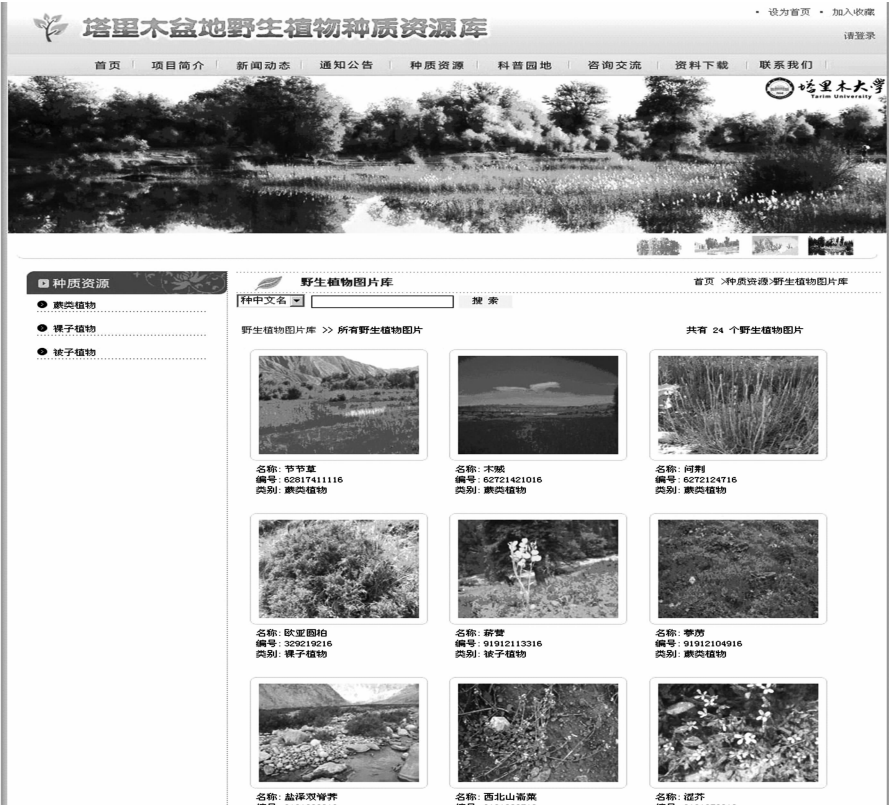 · 设为首页 · 加入收藏
塔里木盆地野生植物种质资源库
请登录
首页 项目简介 新闻动态 通知公告 种质资源 科普园地 咨询交流 资料下载 联系我们
塔里木大学
Tarim University
种质资源
蕨类植物
裸子植物
被子植物
野生植物图片库
首页 >种质资源>野生植物图片库
种中文名 搜 索
野生植物图片库 >> 所有野生植物图片
共有 24 个野生植物图片
名称: 节节草
编号: 62817411116
类别: 蕨类植物
名称: 木贼
编号: 62721421016
类别: 蕨类植物
名称: 问荆
编号: 6272124716
类别: 蕨类植物
名称: 欧亚圆柏
编号: 329219216
类别: 裸子植物
名称: 菥蓂
编号: 91912113316
类别: 被子植物
名称: 葶苈
编号: 91912104916
类别: 蕨类植物
名称: 盐泽双脊荠
名称: 西北山萮菜
名称: 涩芥